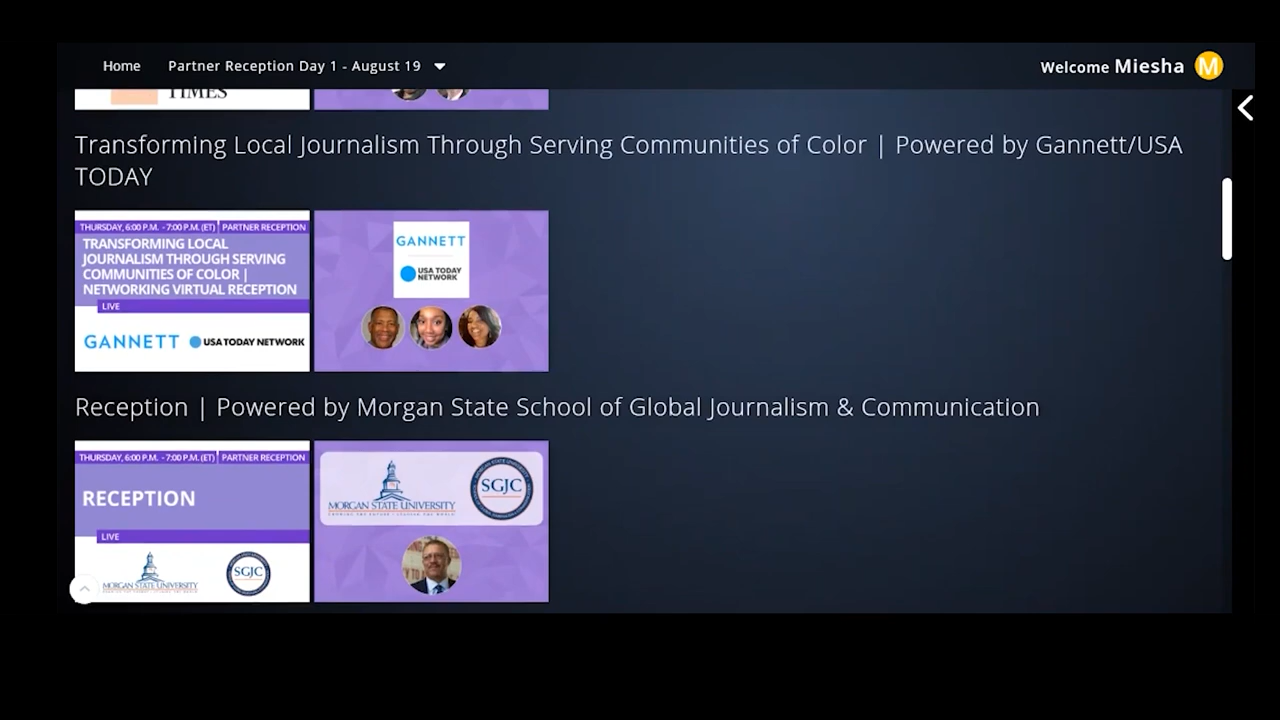 Home
Partner Reception Day 1 - August 19
Welcome Miesha M
TIMES
Transforming Local Journalism Through Serving Communities of Color | Powered by Gannett/USA
TODAY
THURSDAY, 6:00 P.M. - 7:00 P.M. (ET) | PARTNER RECEPTION
TRANSFORMING LOCAL
JOURNALISM THROUGH SERVING
COMMUNITIES OF COLOR |
NETWORKING VIRTUAL RECEPTION
LIVE
GANNETT USA TODAY NETWORK
GANNETT
USA TODAY
NETWORK
Reception | Powered by Morgan State School of Global Journalism & Communication
THURSDAY, 6:00 P.M. - 7:00 P.M. (ET) | PARTNER RECEPTION
RECEPTION
LIVE
MORGAN STATE UNIVERSITY
SGJC
MORGAN STATE UNIVERSITY
SGJC